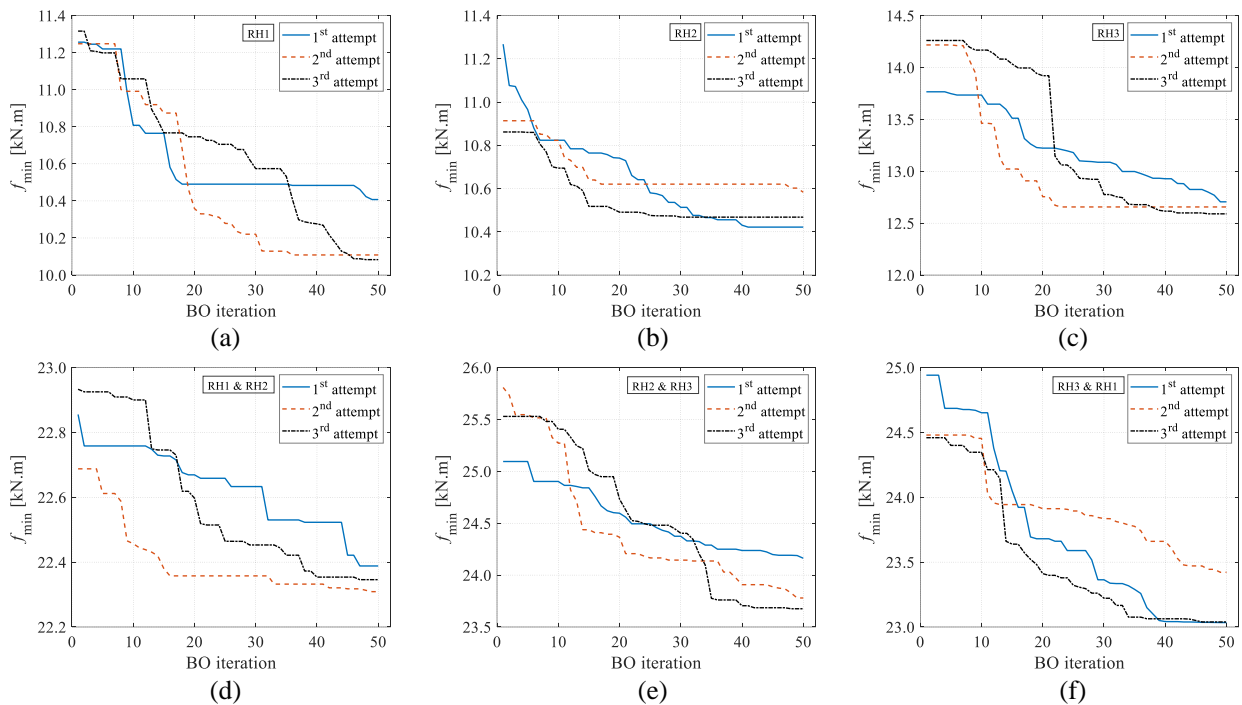 RH1
1st attempt
2nd attempt
3rd attempt
fmin [kN.m]
11.4
11.2
11.0
10.8
10.6
10.4
10.2
10.0
0 10 20 30 40 50
BO iteration
(a)
RH2
1st attempt
2nd attempt
3rd attempt
fmin [kN.m]
11.4
11.2
11.0
10.8
10.6
10.4
10.2
0 10 20 30 40 50
BO iteration
(b)
RH3
1st attempt
2nd attempt
3rd attempt
fmin [kN.m]
14.5
14.0
13.5
13.0
12.5
12.0
0 10 20 30 40 50
BO iteration
(c)
RH1 & RH2
1st attempt
2nd attempt
3rd attempt
fmin [kN.m]
23.0
22.8
22.6
22.4
22.2
0 10 20 30 40 50
BO iteration
(d)
RH2 & RH3
1st attempt
2nd attempt
3rd attempt
fmin [kN.m]
26.0
25.5
25.0
24.5
24.0
23.5
0 10 20 30 40 50
BO iteration
(e)
RH3 & RH1
1st attempt
2nd attempt
3rd attempt
fmin [kN.m]
25.0
24.5
24.0
23.5
23.0
0 10 20 30 40 50
BO iteration
(f)